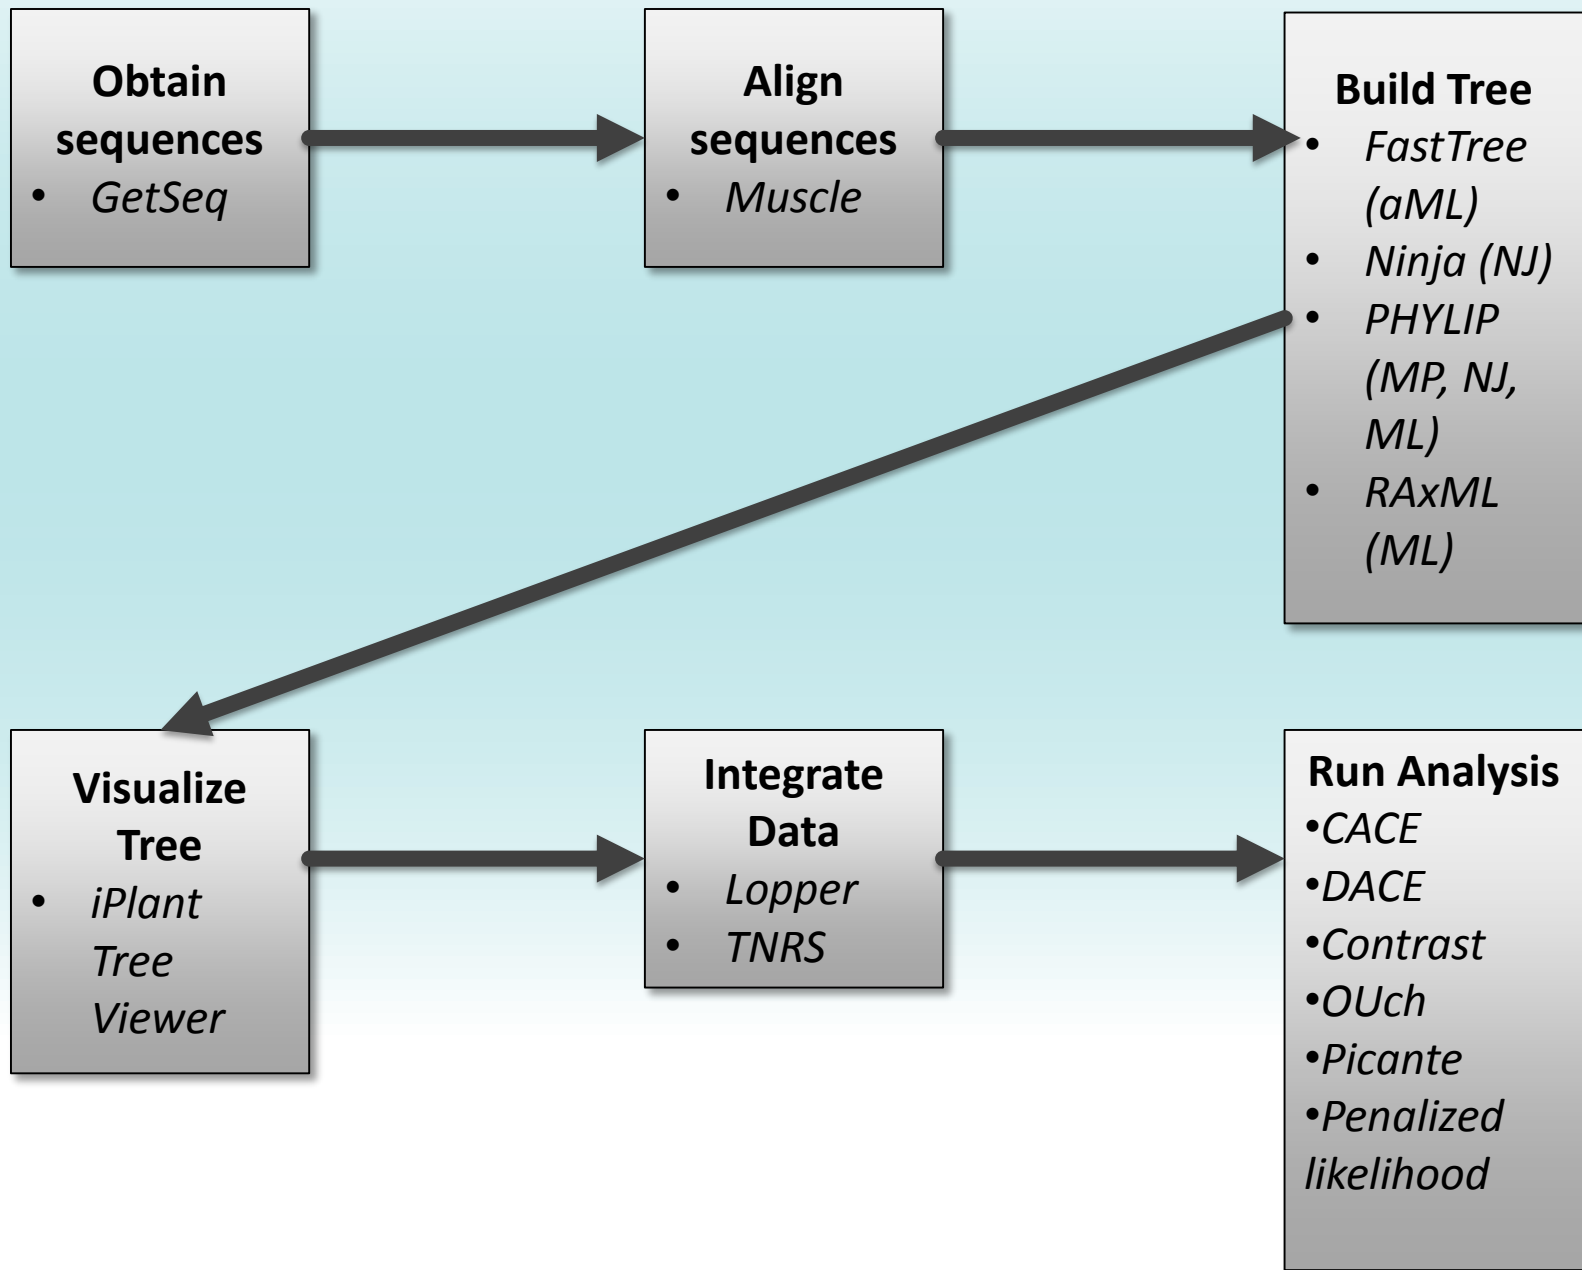 Obtain
sequences
• GetSeq
Align
sequences
• Muscle
Build Tree
• FastTree
(aML)
• Ninja (NJ)
• PHYLIP
(MP, NJ,
ML)
• RAxML
(ML)
Visualize
Tree
• iPlant
Tree
Viewer
Integrate
Data
• Lopper
• TNRS
Run Analysis
•CACE
•DACE
•Contrast
•OUch
•Picante
•Penalized
likelihood